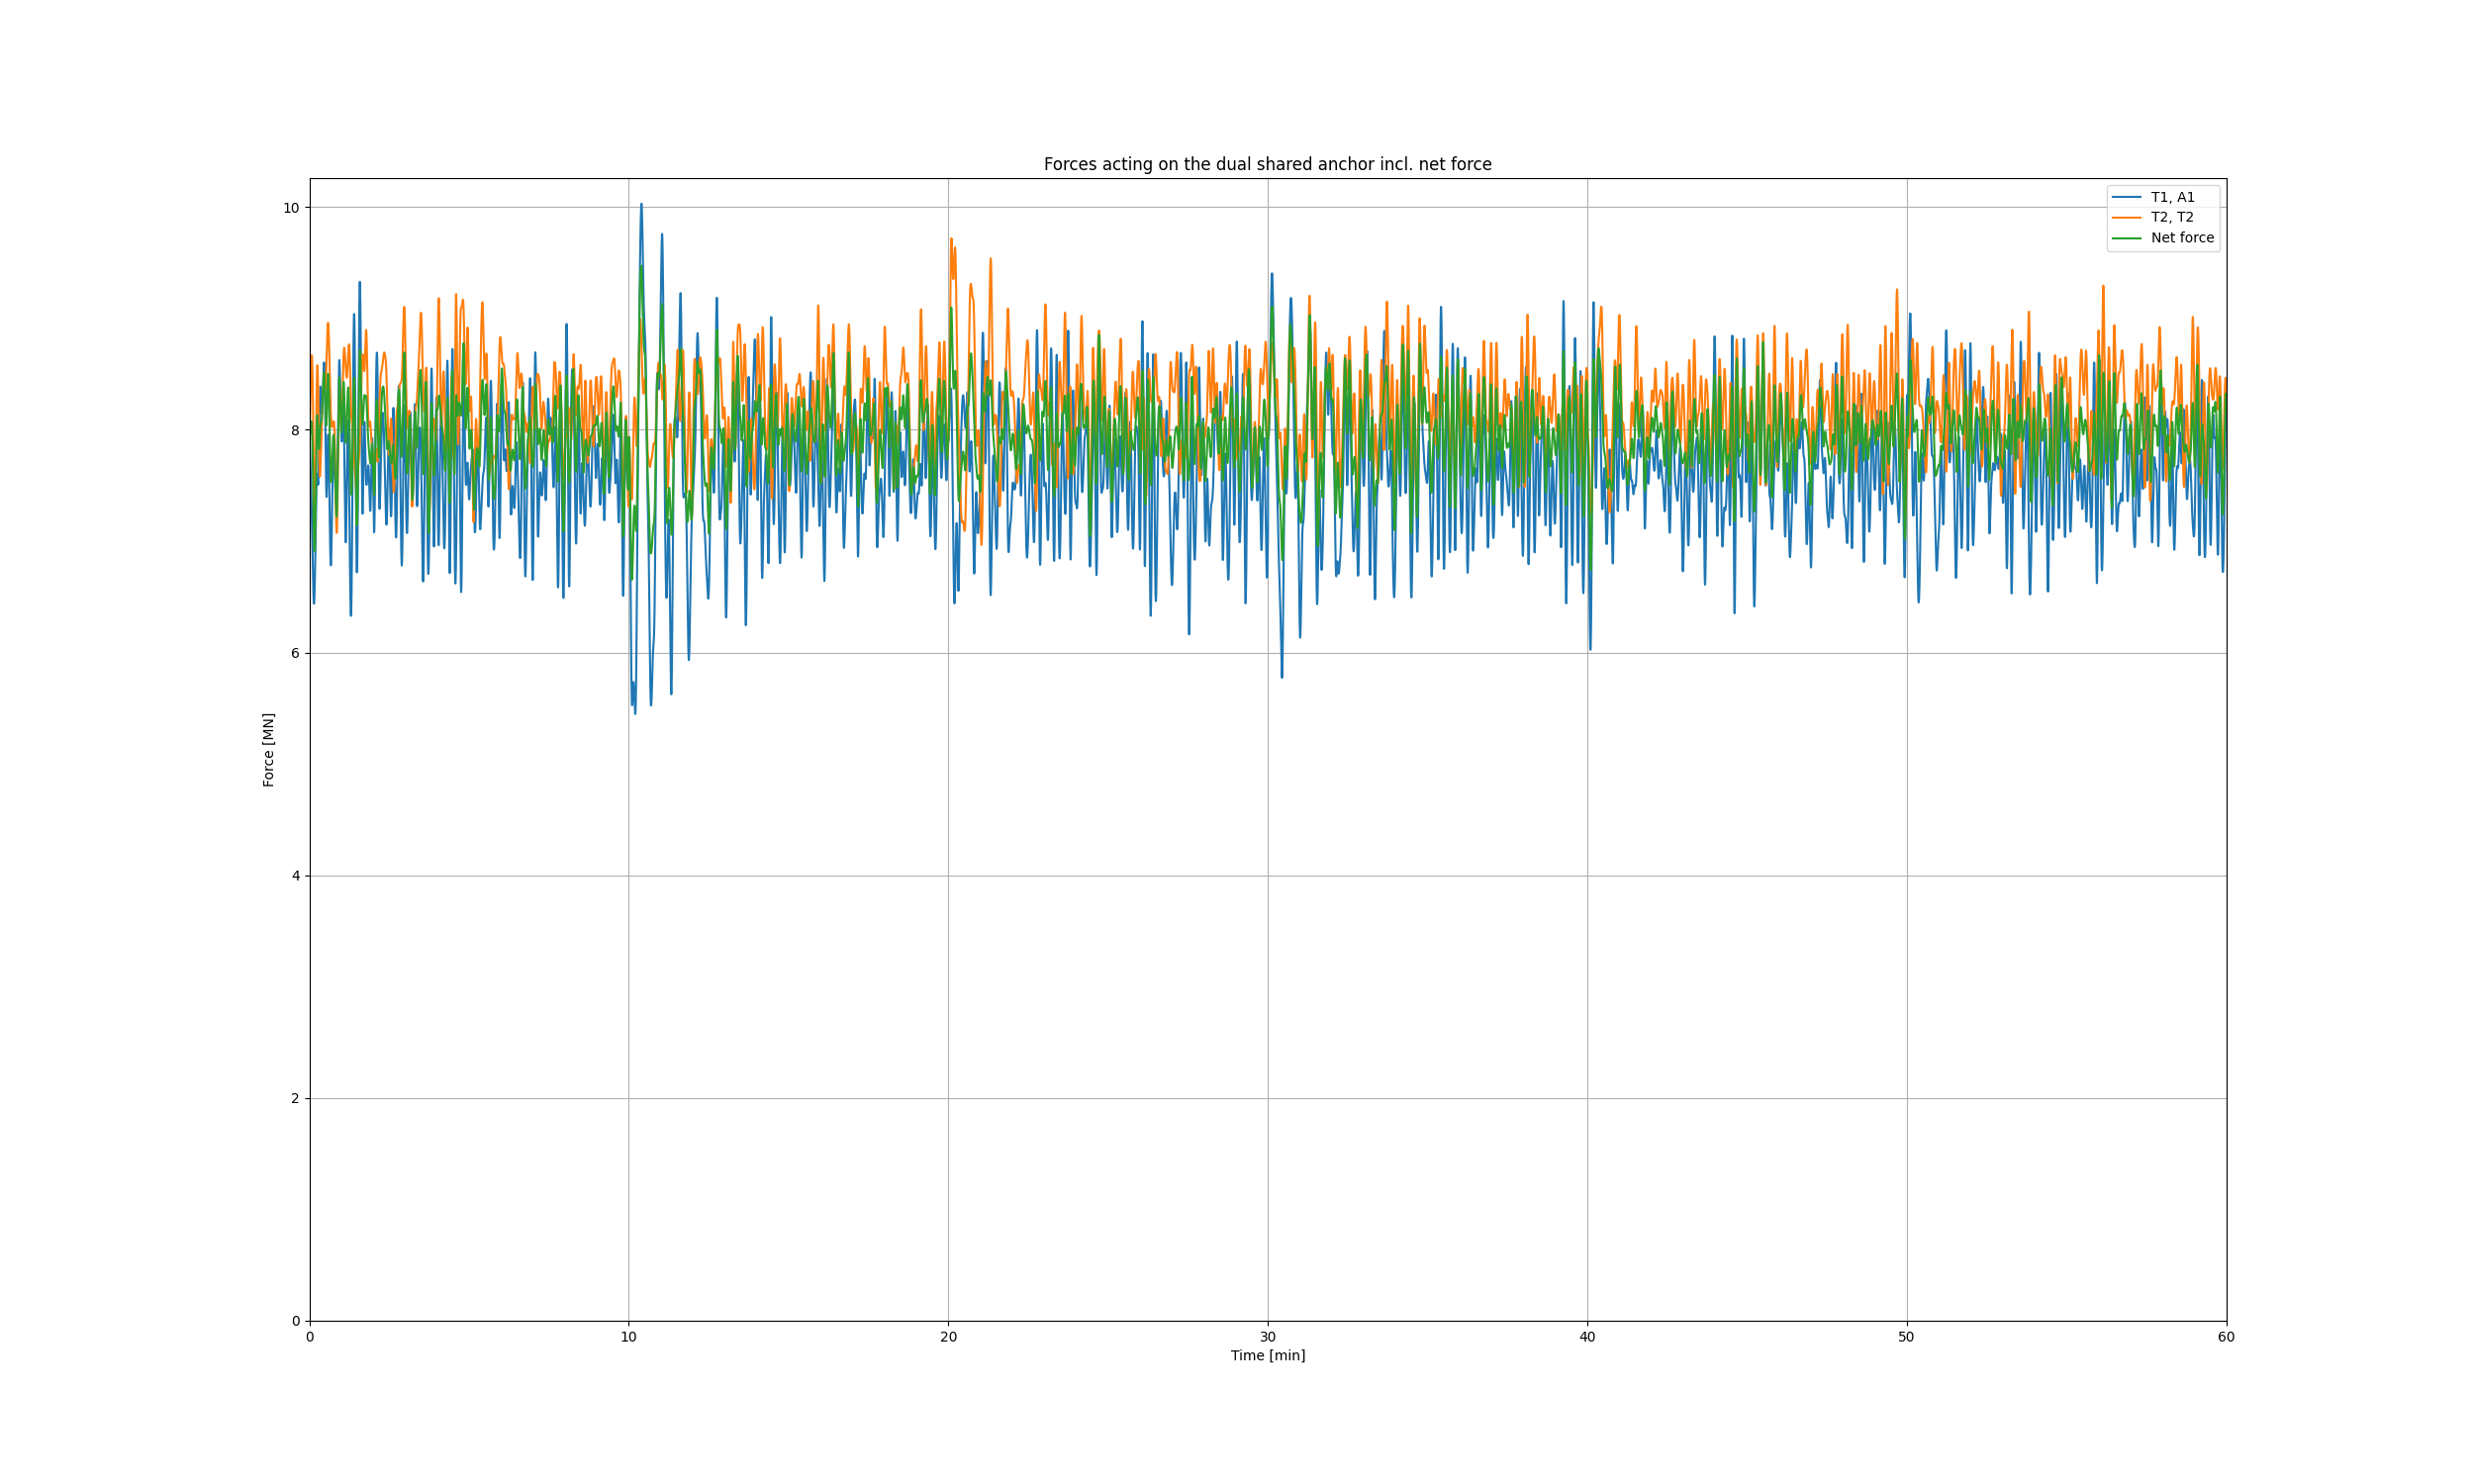 Forces acting on the dual shared anchor incl. net force
T1, A1
T2, T2
Net force
10
8
6
4
2
0
Force [MN]
0 10 20 30 40 50 60
Time [min]